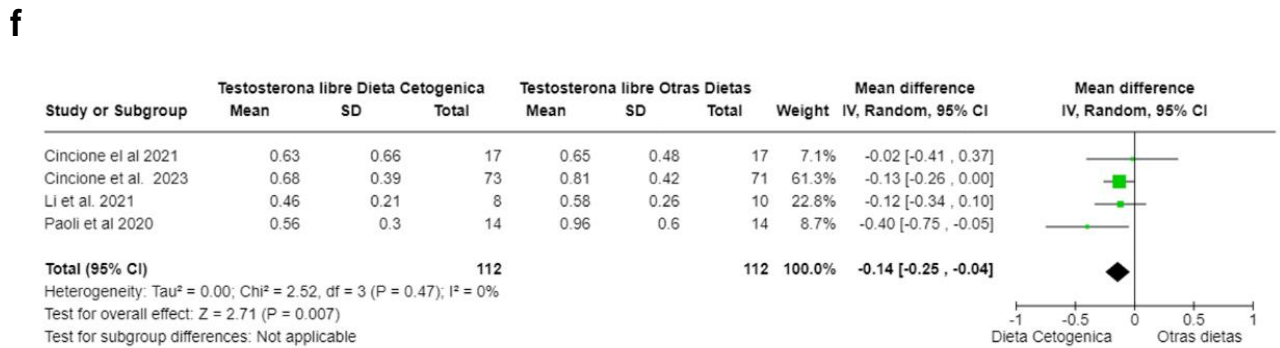 f
Testosterona libre Dieta Cetogenica Testosterona libre Otras Dietas Mean difference Mean difference
Study or Subgroup Mean SD Total Mean SD Total Weight IV, Random, 95% CI IV, Random, 95% CI
Cincione el al 2021 0.63 0.66 17 0.65 0.48 17 7.1% -0.02 [-0.41 , 0.37]
Cincione et al. 2023 0.68 0.39 73 0.81 0.42 71 61.3% -0.13 [-0.26 , 0.00]
Li et al. 2021 0.46 0.21 8 0.58 0.26 10 22.8% -0.12 [-0.34 , 0.10]
Paoli et al 2020 0.56 0.3 14 0.96 0.6 14 8.7% -0.40 [-0.75 , -0.05]
Total (95% CI) 112 112 100.0% -0.14 [-0.25 , -0.04]
Heterogeneity: Tau² = 0.00; Chi² = 2.52, df = 3 (P = 0.47); I² = 0%
Test for overall effect: Z = 2.71 (P = 0.007)
Test for subgroup differences: Not applicable
-1 -0.5 0 0.5 1
Dieta Cetogenica Otras dietas